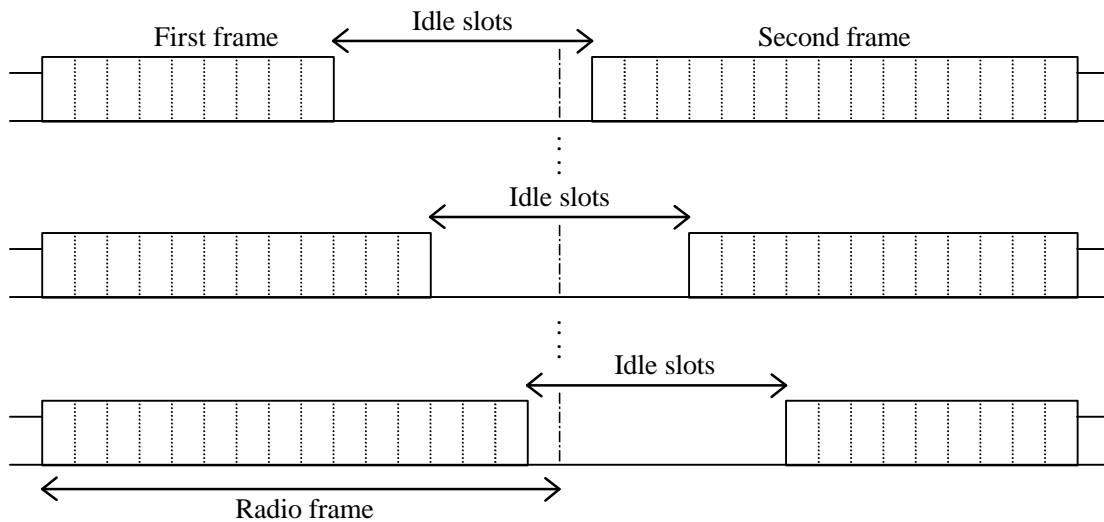 Idle slots
First frame
Second frame
Idle slots
Idle slots
Radio frame